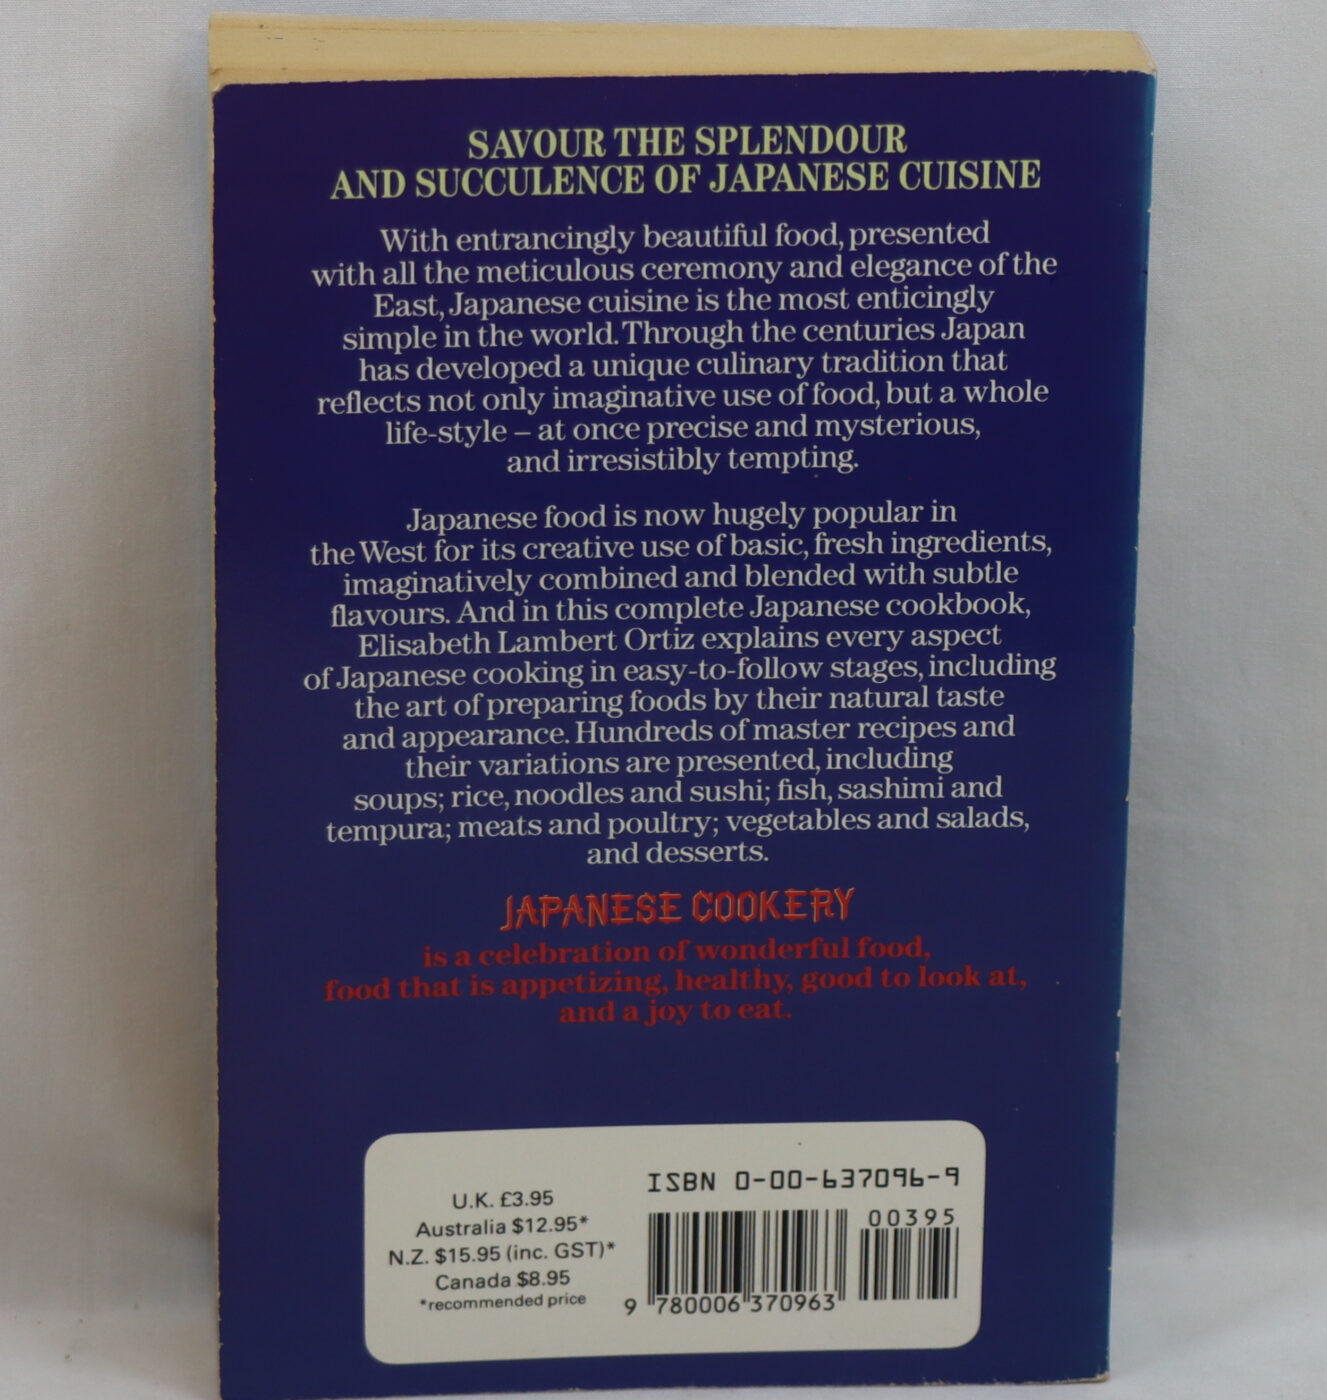 SAVOUR THE SPLENDOUR
AND SUCCULENCE OF JAPANESE CUISINE
With entrancingly beautiful food, presented
with all the meticulous ceremony and elegance of the
East, Japanese cuisine is the most enticingly
simple in the world. Through the centuries Japan
has developed a unique culinary tradition that
reflects not only imaginative use of food, but a whole
life-style – at once precise and mysterious,
and irresistibly tempting.
Japanese food is now hugely popular in
the West for its creative use of basic, fresh ingredients,
imaginatively combined and blended with subtle
flavours. And in this complete Japanese cookbook,
Elisabeth Lambert Ortiz explains every aspect
of Japanese cooking in easy-to-follow stages, including
the art of preparing foods by their natural taste
and appearance. Hundreds of master recipes and
their variations are presented, including
soups; rice, noodles and sushi; fish, sashimi and
tempura; meats and poultry; vegetables and salads,
and desserts.
JAPANESE COOKERY
is a celebration of wonderful food,
food that is appetizing, healthy, good to look at,
and a joy to eat.
U.K. £3.95
Australia $12.95*
N.Z. $15.95 (inc. GST)*
Canada $8.95
*recommended price
ISBN 0-00-637096-9
00395
9 780006 370963